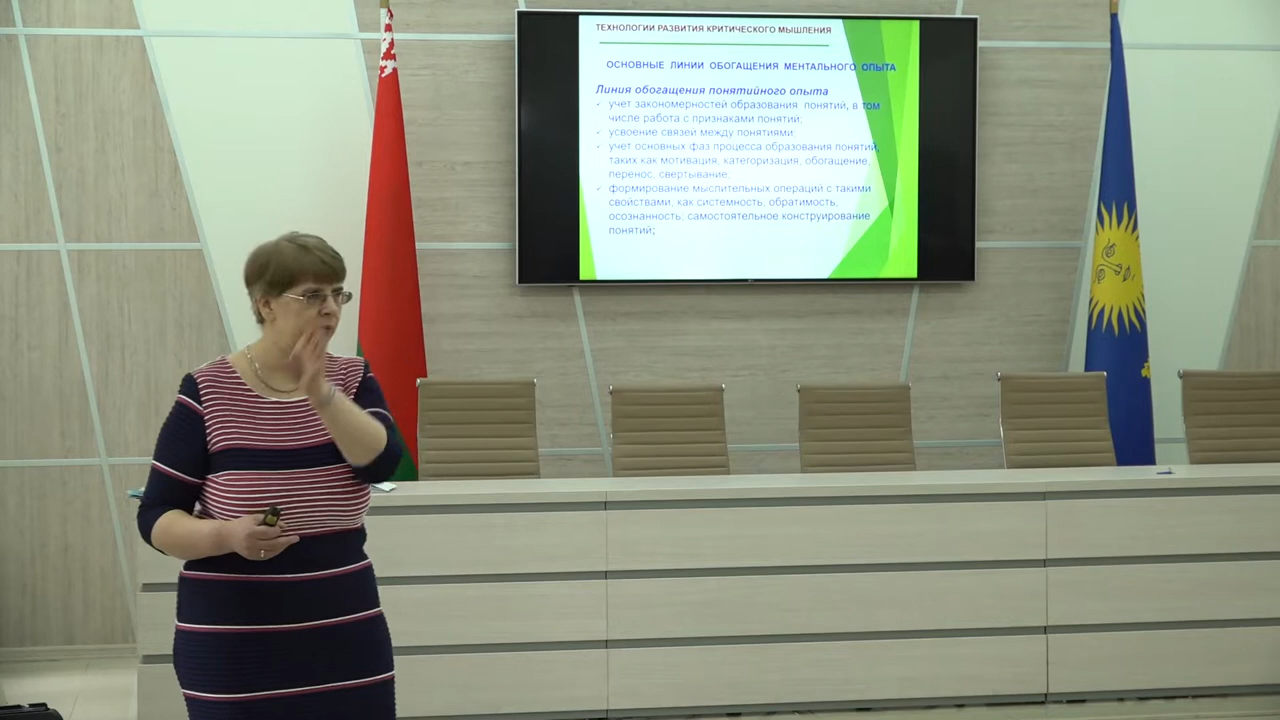 ТЕХНОЛОГИИ РАЗВИТИЯ КРИТИЧЕСКОГО МЫШЛЕНИЯ
ОСНОВНЫЕ ЛИНИИ ОБОГАЩЕНИЯ МЕНТАЛЬНОГО ОПЫТА
Линия обогащения понятийного опыта
учет закономерностей образования понятий, в том
числе работа с признаками понятий;
усвоение связей между понятиями;
учет основных фаз процесса образования понятий,
таких как мотивация, категоризация, обогащение,
перенос, свертывание;
формирование мыслительных операций с такими
свойствами, как системность, обратимость,
осознанность, самостоятельное конструирование
понятий;